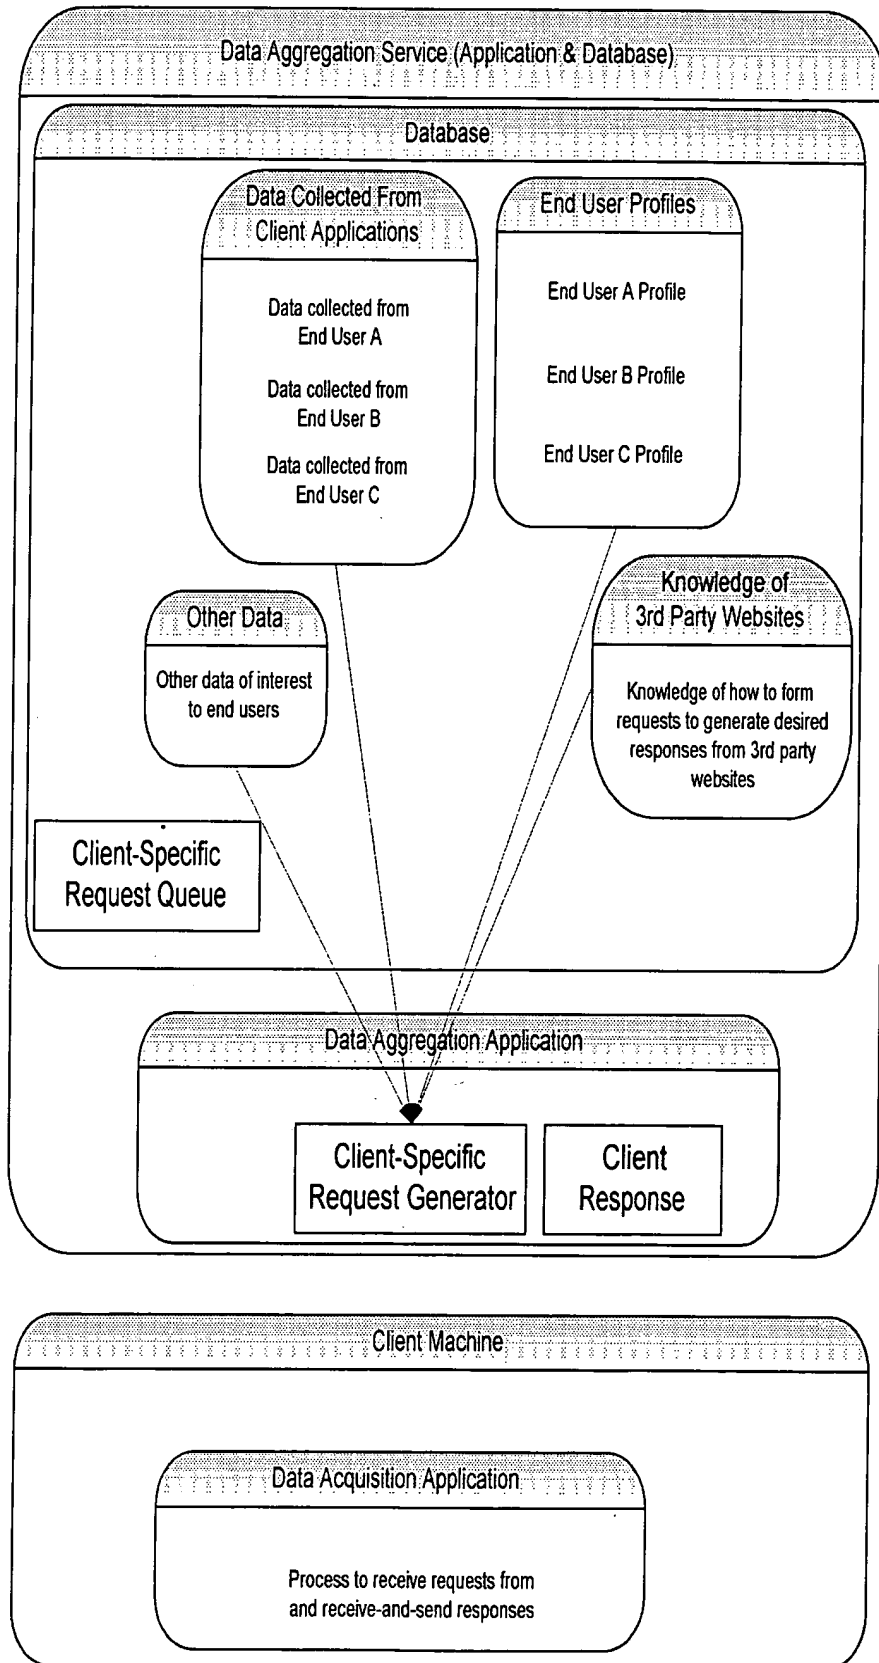 Data Aggregation Service (Application & Database)
Database
Data Collected From
Client Applications
Data collected from
End User A
Data collected from
End User B
Data collected from
End User C
End User Profiles
End User A Profile
End User B Profile
End User C Profile
Other Data
Other data of interest
to end users
Knowledge of
3rd Party Websites
Knowledge of how to form
requests to generate desired
responses from 3rd party
websites
Client-Specific
Request Queue
Data Aggregation Application
Client-Specific
Request Generator
Client
Response
Client Machine
Data Acquisition Application
Process to receive requests from
and receive-and-send responses